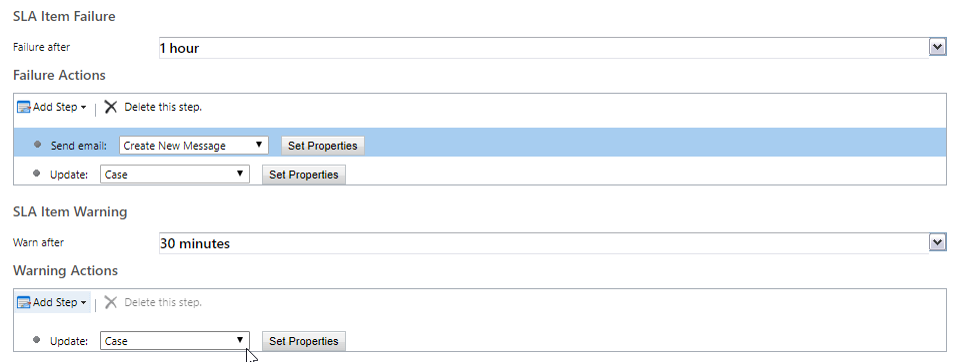 SLA Item Failure
Failure after 1 hour
Failure Actions
Add Step Delete this step.
Send email: Create New Message Set Properties
Update: Case Set Properties
SLA Item Warning
Warn after 30 minutes
Warning Actions
Add Step Delete this step.
Update: Case Set Properties